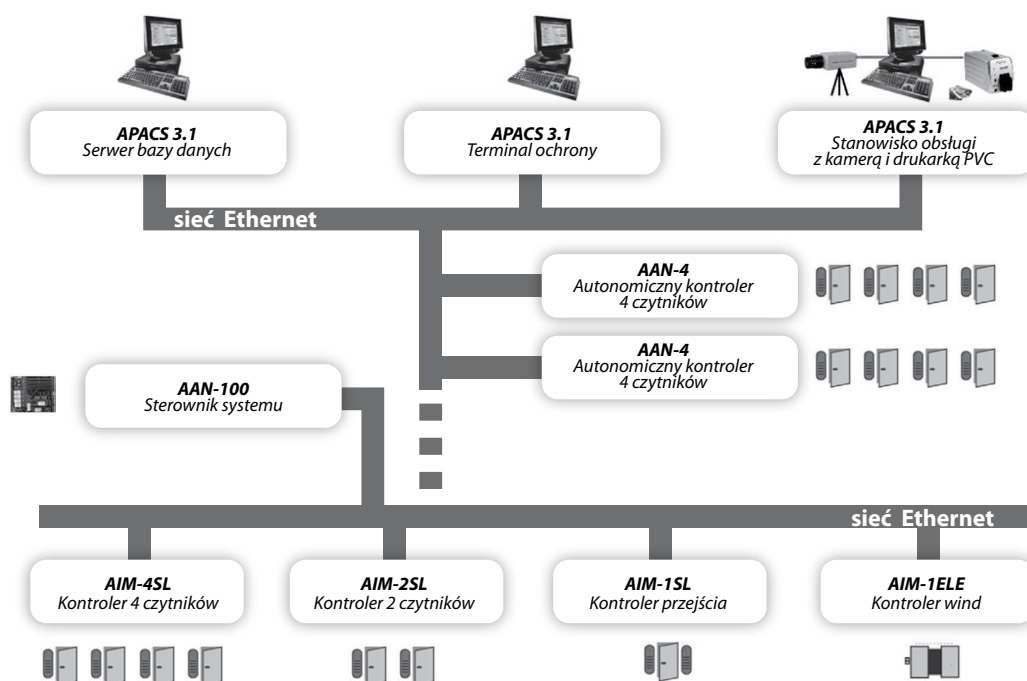 APACS 3.1
Serwer bazy danych
APACS 3.1
Terminal ochrony
APACS 3.1
Stanowisko obsługi
z kamerą i drukarką PVC
sieć Ethernet
AAN-4
Autonomiczny kontroler
4 czytników
AAN-4
Autonomiczny kontroler
4 czytników
AAN-100
Sterownik systemu
sieć Ethernet
AIM-4SL
Kontroler 4 czytników
AIM-2SL
Kontroler 2 czytników
AIM-1SL
Kontroler przejścia
AIM-1ELE
Kontroler wind
B